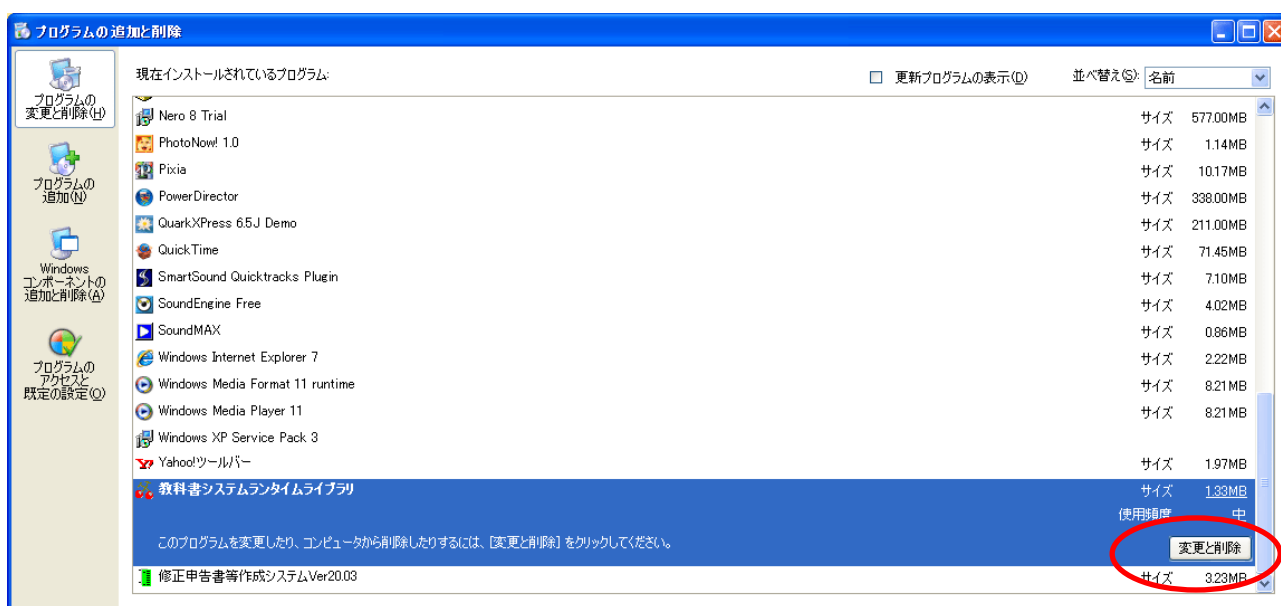 プログラムの追加と削除
プログラムの
変更と削除(H)
プログラムの
追加(N)
Windows
コンポーネントの
追加と削除(A)
プログラムの
アクセスと
既定の設定(O)
現在インストールされているプログラム:
更新プログラムの表示(D)
並べ替え(S): 名前
Nero 8 Trial サイズ 577.00MB
PhotoNow! 1.0 サイズ 1.14MB
Pixia サイズ 10.17MB
PowerDirector サイズ 338.00MB
QuarkXPress 6.5J Demo サイズ 211.00MB
QuickTime サイズ 71.45MB
SmartSound Quicktracks Plugin サイズ 7.10MB
SoundEngine Free サイズ 4.02MB
SoundMAX サイズ 0.86MB
Windows Internet Explorer 7 サイズ 2.22MB
Windows Media Format 11 runtime サイズ 8.21MB
Windows Media Player 11 サイズ 8.21MB
Windows XP Service Pack 3
Yahoo!ツールバー サイズ 1.97MB
教科書システムランタイムライブラリ サイズ 1.33MB
使用頻度 中
このプログラムを変更したり、コンピュータから削除したりするには、[変更と削除] をクリックしてください。
変更と削除
修正申告書等作成システムVer20.03 サイズ 3.23MB